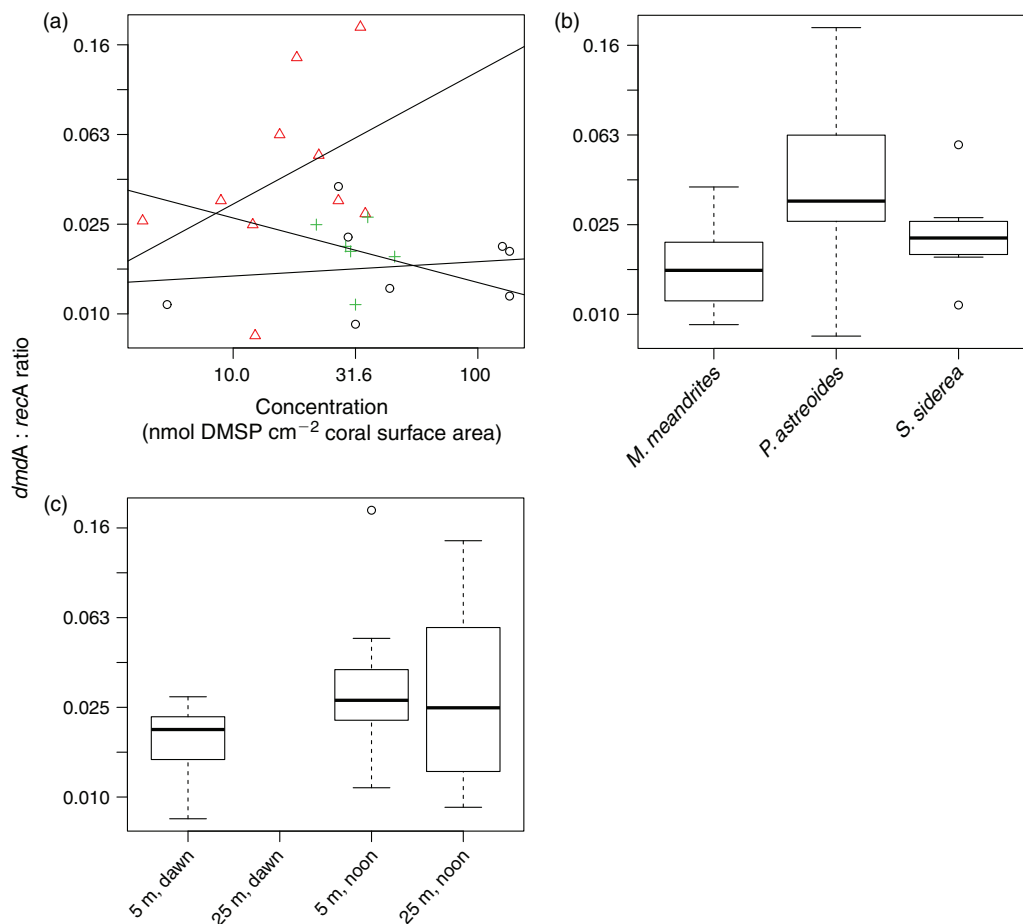 (a)
0.16
0.063
0.025
0.010
10.0 31.6 100
Concentration
(nmol DMSP cm−2 coral surface area)
(b)
0.16
0.063
0.025
0.010
M. meandrites
P. astreoides
S. siderea
dmdA : recA ratio
(c)
0.16
0.063
0.025
0.010
5 m, dawn
25 m, dawn
5 m, noon
25 m, noon